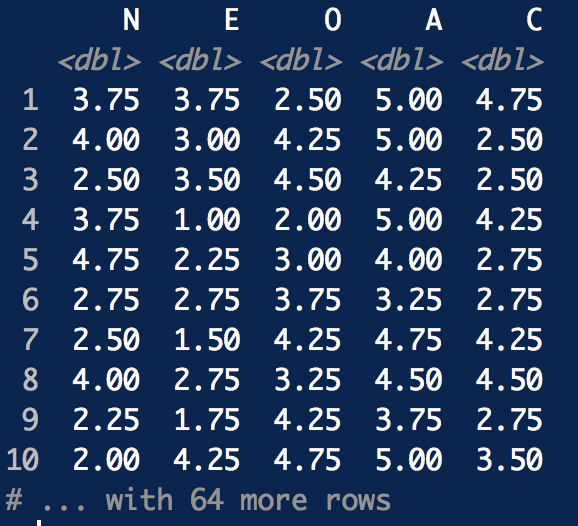 N E O A C
<dbl> <dbl> <dbl> <dbl> <dbl>
1 3.75 3.75 2.50 5.00 4.75
2 4.00 3.00 4.25 5.00 2.50
3 2.50 3.50 4.50 4.25 2.50
4 3.75 1.00 2.00 5.00 4.25
5 4.75 2.25 3.00 4.00 2.75
6 2.75 2.75 3.75 3.25 2.75
7 2.50 1.50 4.25 4.75 4.25
8 4.00 2.75 3.25 4.50 4.50
9 2.25 1.75 4.25 3.75 2.75
10 2.00 4.25 4.75 5.00 3.50
# ... with 64 more rows